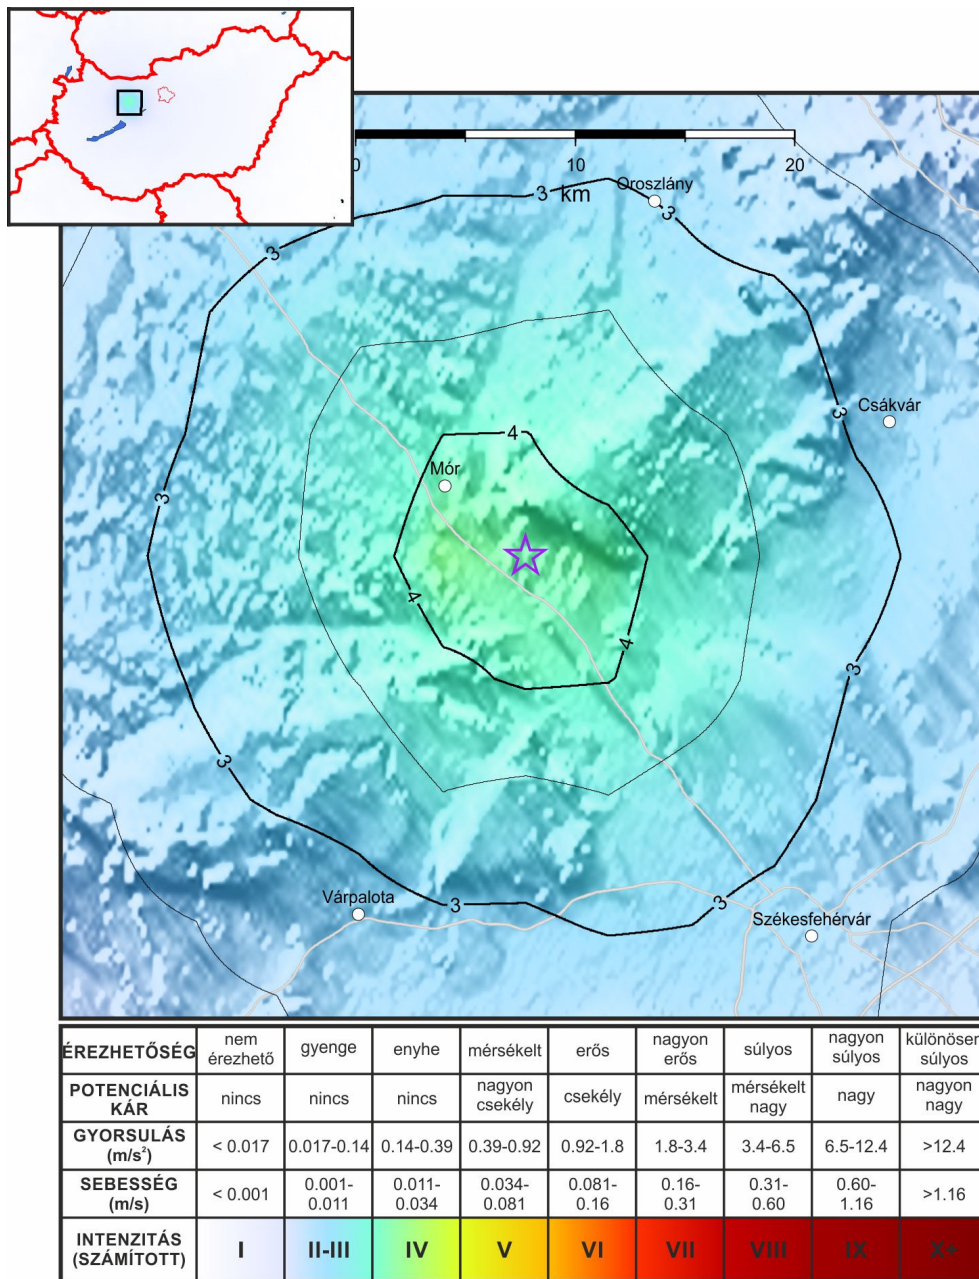 0 10 20
km
3
Oroszlány
3
3
3
Csákvár
4
Mór
3
4
4
3
3
Várpalota
3
3
Székesfehérvár
ÉREZHETŐSÉG nem érezhető gyenge enyhe mérsékelt erős nagyon erős súlyos nagyon súlyos különösen súlyos
POTENCIÁLIS KÁR nincs nincs nincs nagyon csekély csekély mérsékelt mérsékelt nagy nagy nagyon nagy
GYORSULÁS (m/s²) < 0.017 0.017-0.14 0.14-0.39 0.39-0.92 0.92-1.8 1.8-3.4 3.4-6.5 6.5-12.4 >12.4
SEBESSÉG (m/s) < 0.001 0.001-0.011 0.011-0.034 0.034-0.081 0.081-0.16 0.16-0.31 0.31-0.60 0.60-1.16 >1.16
INTENZITÁS (SZÁMÍTOTT) I II-III IV V VI VII VIII IX X+